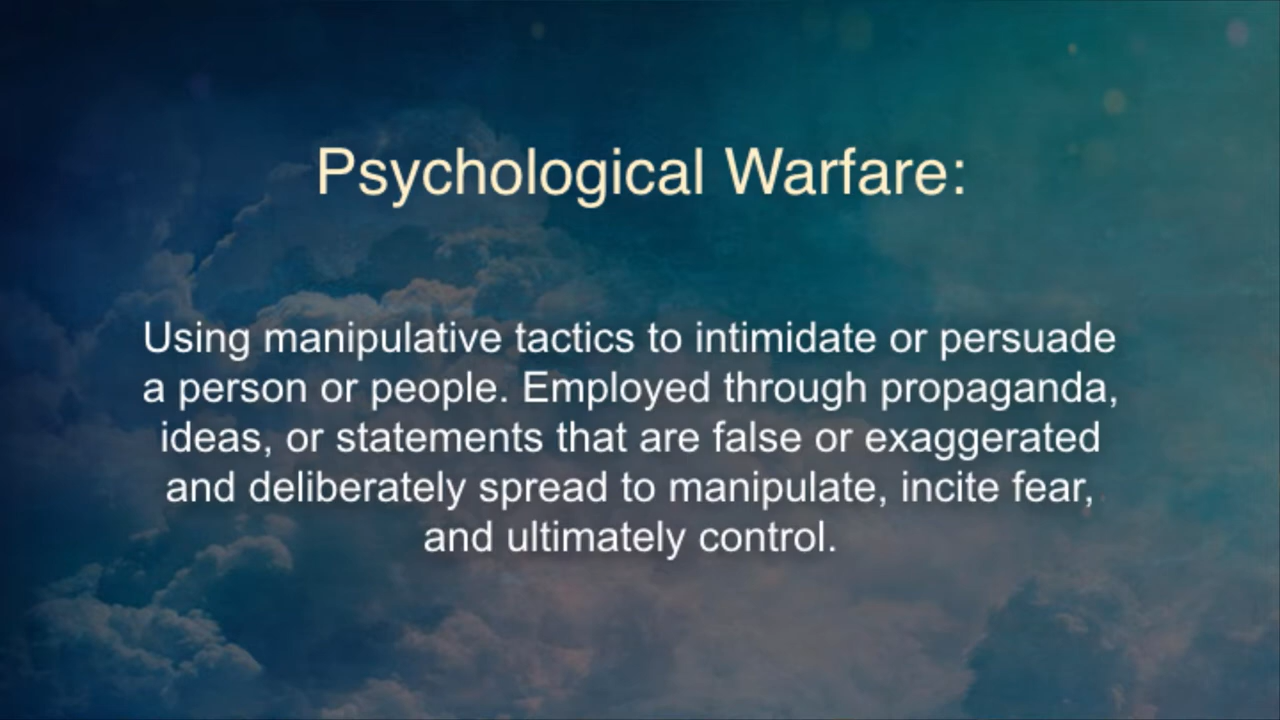 Psychological Warfare:
Using manipulative tactics to intimidate or persuade
a person or people. Employed through propaganda,
ideas, or statements that are false or exaggerated
and deliberately spread to manipulate, incite fear,
and ultimately control.